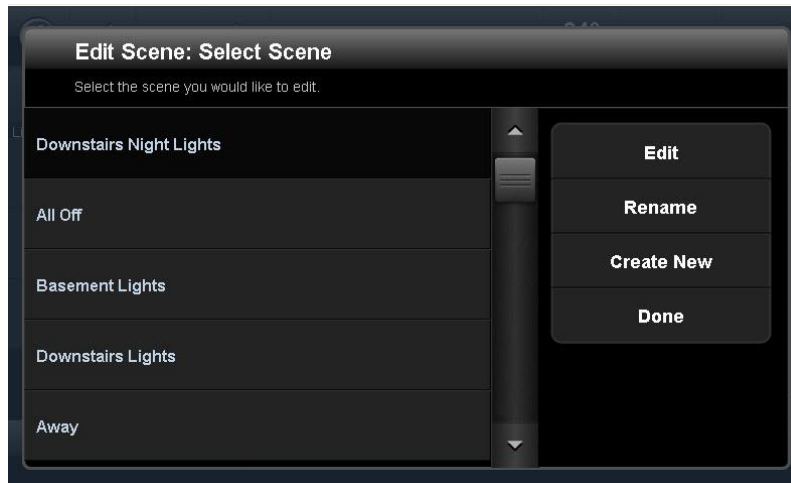 Edit Scene: Select Scene
Select the scene you would like to edit.
Downstairs Night Lights
All Off
Basement Lights
Downstairs Lights
Away
Edit
Rename
Create New
Done